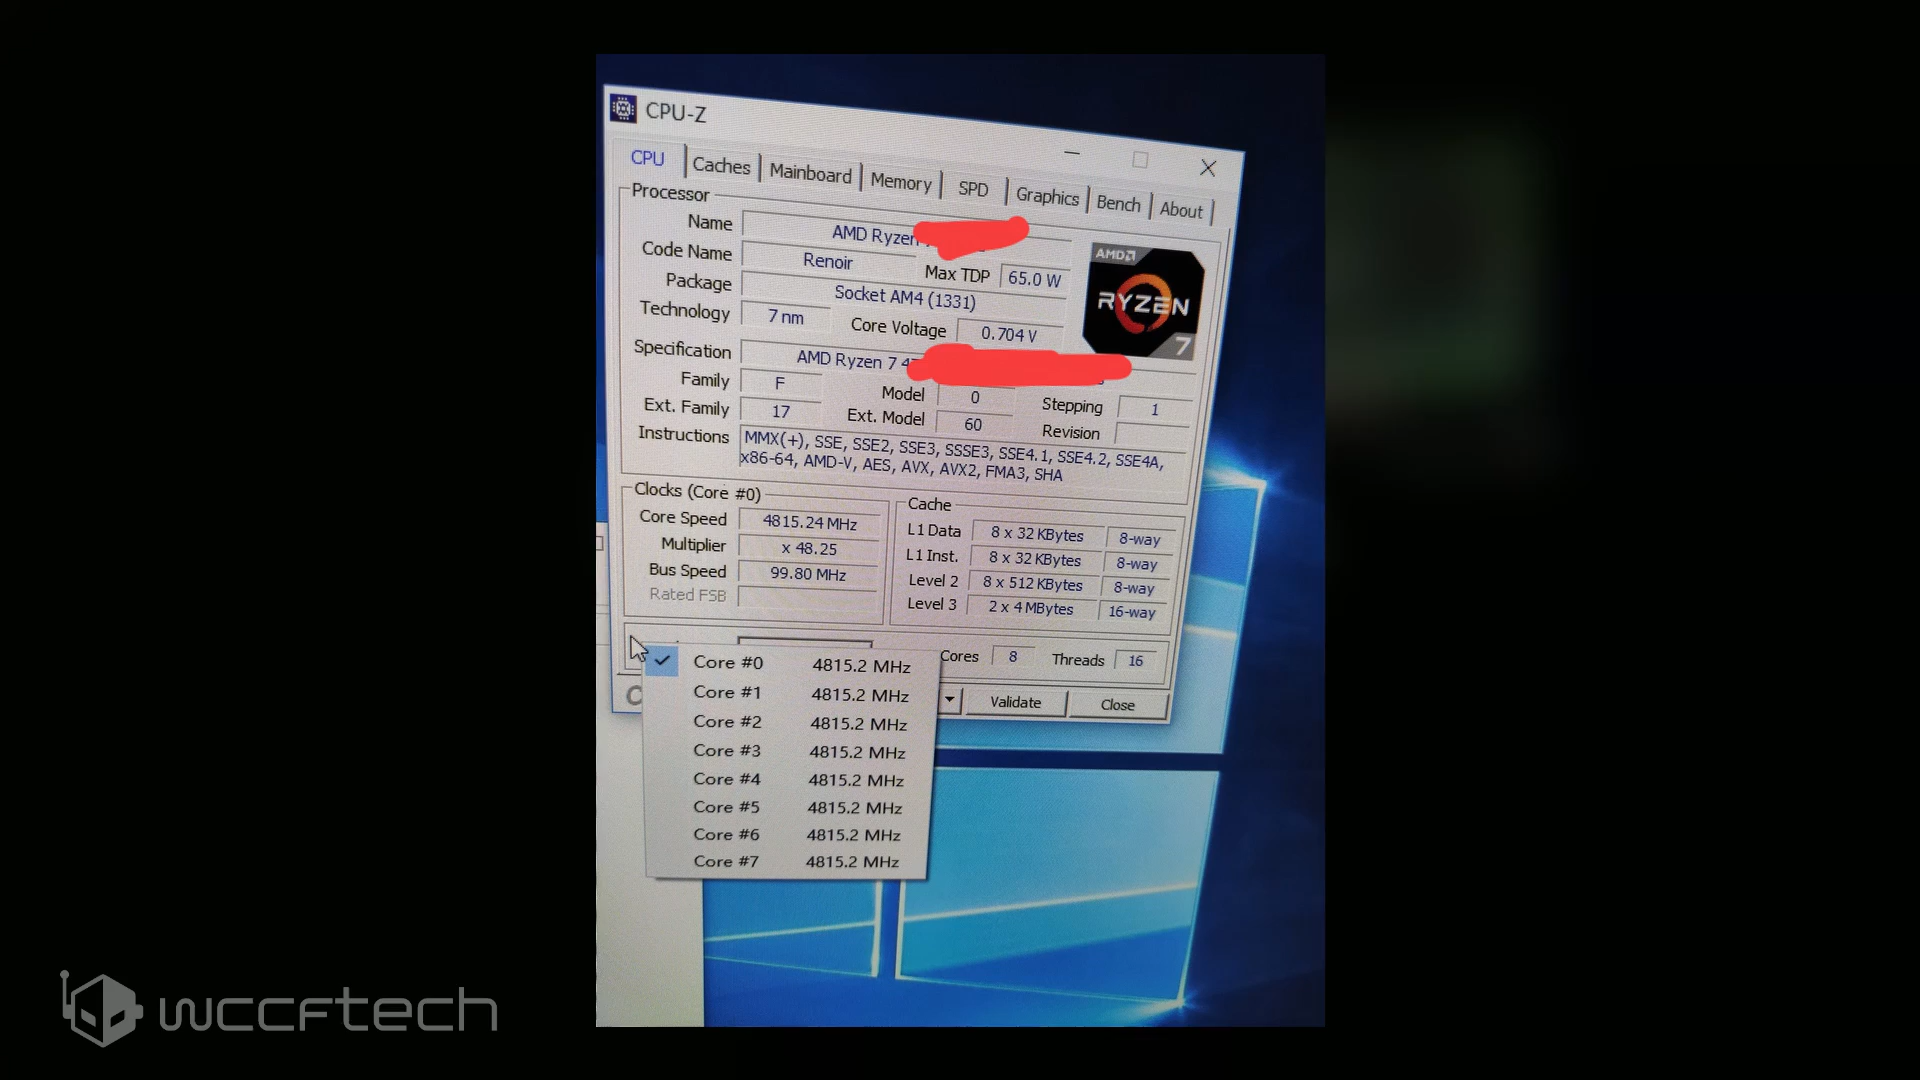 CPU-Z
CPU Caches Mainboard Memory SPD Graphics Bench About
Processor
Name AMD Ryzen
Code Name Renoir Max TDP 65.0 W
Package Socket AM4 (1331)
Technology 7 nm Core Voltage 0.704 V
AMD
RYZEN
7
Specification AMD Ryzen 7
Family F Model 0 Stepping 1
Ext. Family 17 Ext. Model 60 Revision
Instructions MMX(+), SSE, SSE2, SSE3, SSSE3, SSE4.1, SSE4.2, SSE4A,
x86-64, AMD-V, AES, AVX, AVX2, FMA3, SHA
Clocks (Core #0)
Core Speed 4815.24 MHz
Multiplier x 48.25
Bus Speed 99.80 MHz
Rated FSB
Cache
L1 Data 8 x 32 KBytes 8-way
L1 Inst. 8 x 32 KBytes 8-way
Level 2 8 x 512 KBytes 8-way
Level 3 2 x 4 MBytes 16-way
Cores 8 Threads 16
Validate Close
Core #0 4815.2 MHz
Core #1 4815.2 MHz
Core #2 4815.2 MHz
Core #3 4815.2 MHz
Core #4 4815.2 MHz
Core #5 4815.2 MHz
Core #6 4815.2 MHz
Core #7 4815.2 MHz
wccftech